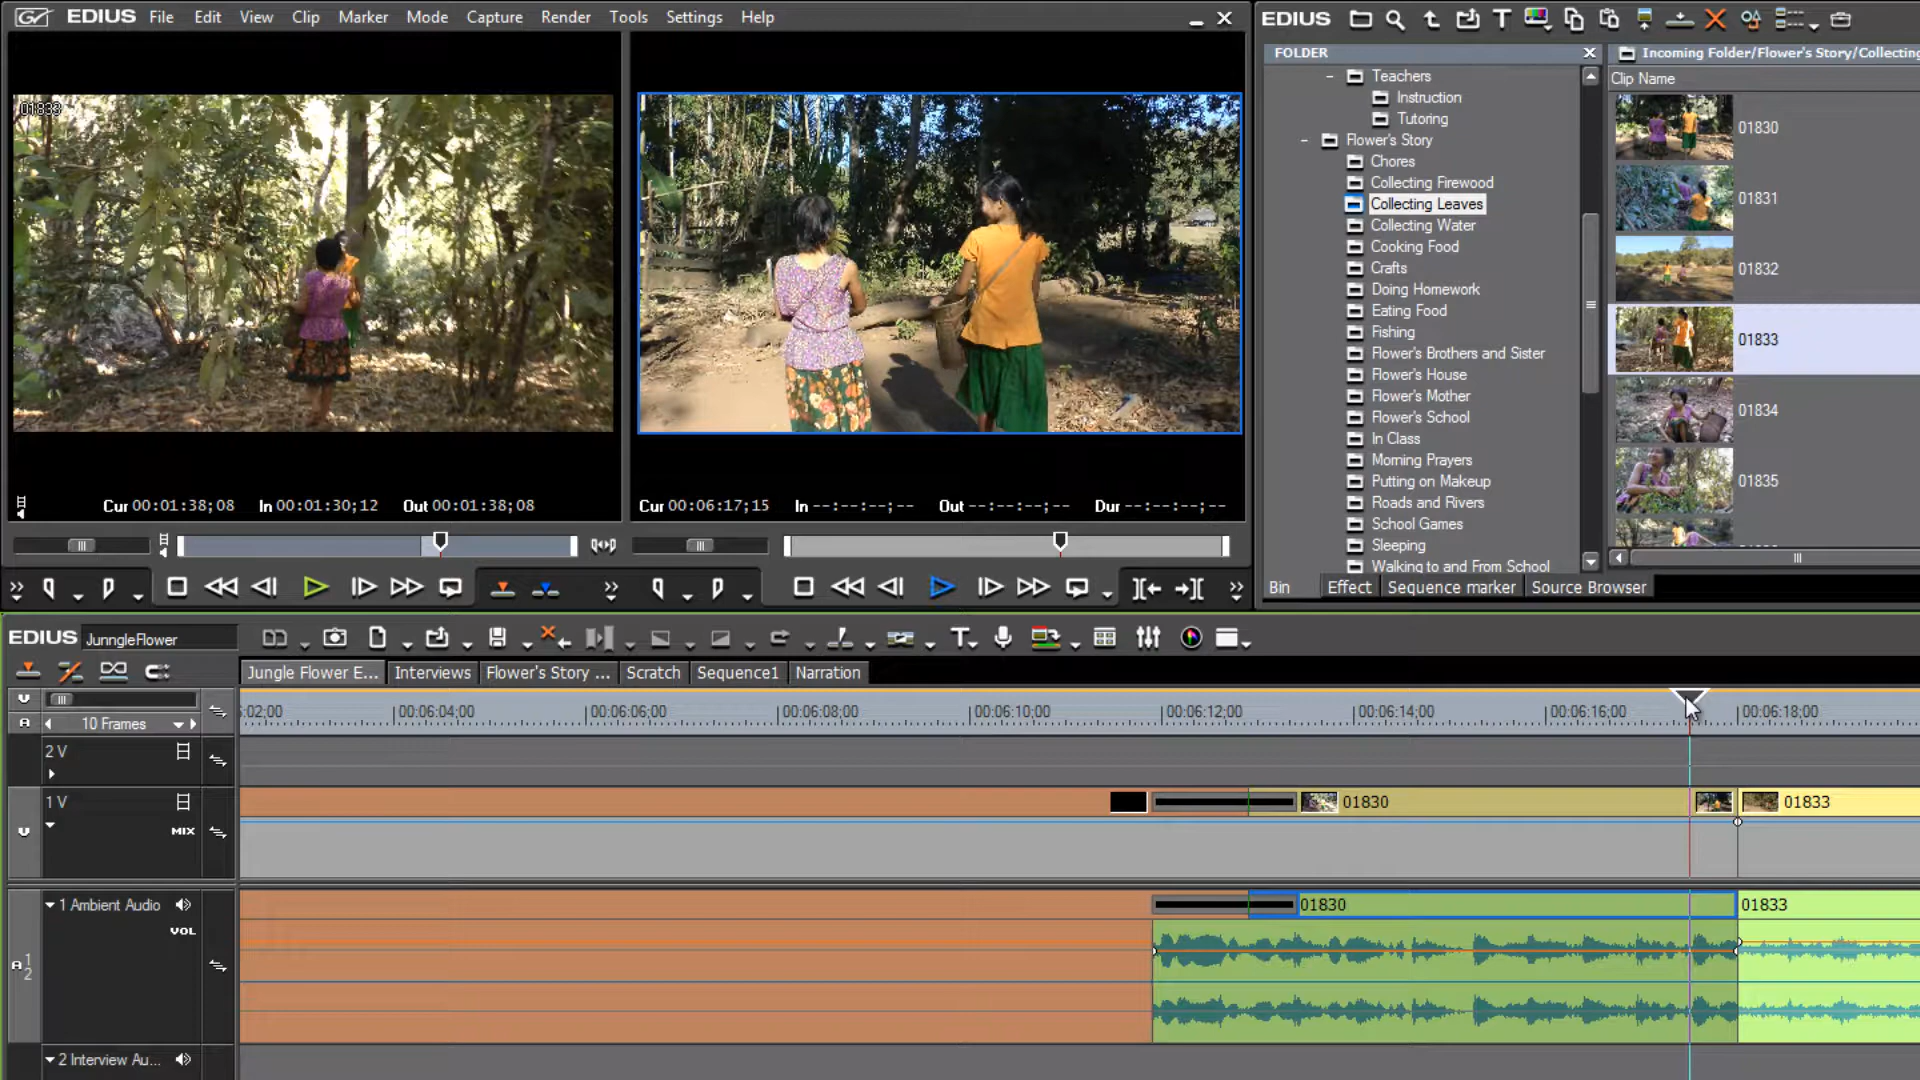 EDIUS File Edit View Clip Marker Mode Capture Render Tools Settings Help
EDIUS
01833
Cur 00:01:38;08 In 00:01:30;12 Out 00:01:38;08
Cur 00:06:17;15 In --:--:--;-- Out --:--:--;-- Dur --:--:--;--
FOLDER
Teachers
Instruction
Tutoring
Flower's Story
Chores
Collecting Firewood
Collecting Leaves
Collecting Water
Cooking Food
Crafts
Doing Homework
Eating Food
Fishing
Flower's Brothers and Sister
Flower's House
Flower's Mother
Flower's School
In Class
Morning Prayers
Putting on Makeup
Roads and Rivers
School Games
Sleeping
Walking to and From School
Incoming Folder/Flower's Story/Collecting
Clip Name
01830
01831
01832
01833
01834
01835
Bin Effect Sequence marker Source Browser
EDIUS JunngleFlower
Jungle Flower E... Interviews Flower's Story ... Scratch Sequence1 Narration
10 Frames
:02;00 00:06:04;00 00:06:06;00 00:06:08;00 00:06:10;00 00:06:12;00 00:06:14;00 00:06:16;00 00:06:18;00
2 V
1 V 01830 01833
MIX
1 Ambient Audio 01830 01833
VOL
A 1 2
2 Interview Au...